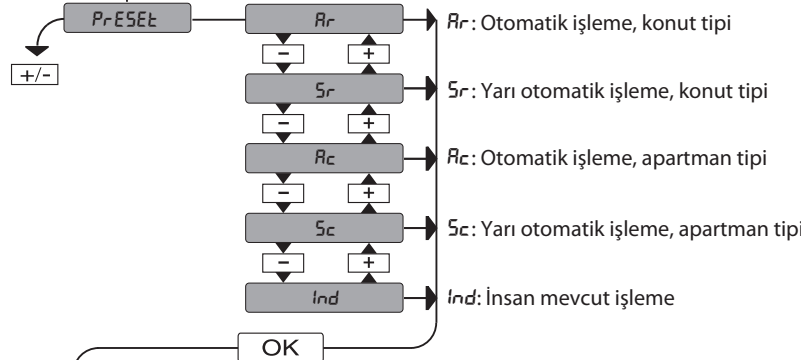 PrESEt
Ar
Ar: Otomatik işleme, konut tipi
- +
+/-
Sr
Sr: Yarı otomatik işleme, konut tipi
- +
Ac
Ac: Otomatik işleme, apartman tipi
- +
Sc
Sc: Yarı otomatik işleme, apartman tipi
- +
Ind
Ind: İnsan mevcut işleme
OK